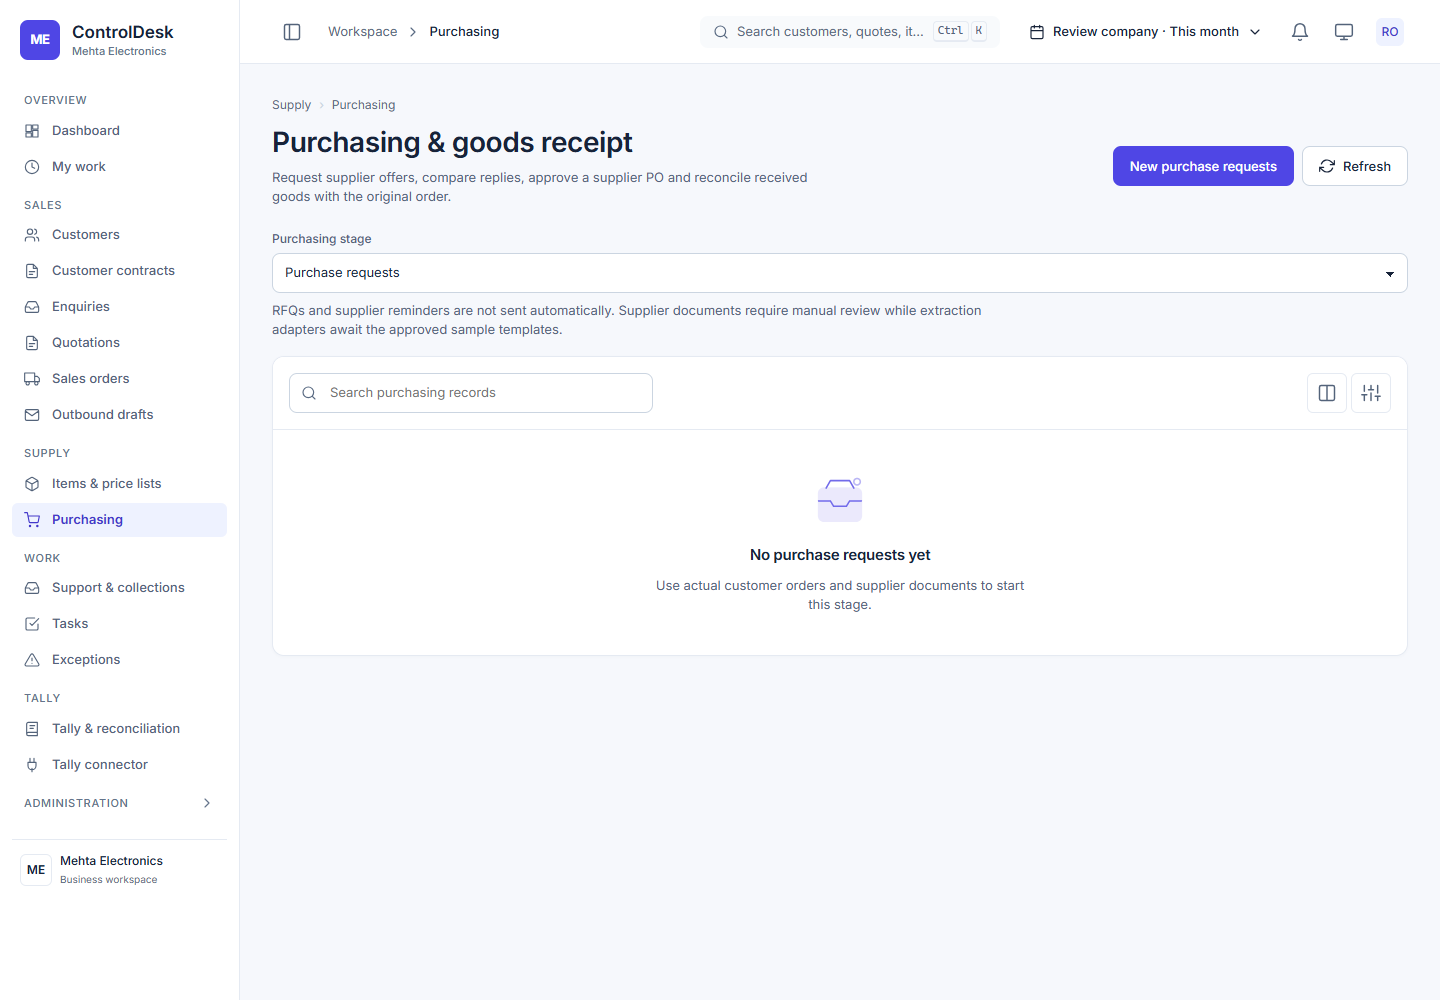 ME
ControlDesk
Mehta Electronics
OVERVIEW
Dashboard
My work
SALES
Customers
Customer contracts
Enquiries
Quotations
Sales orders
Outbound drafts
SUPPLY
Items & price lists
Purchasing
WORK
Support & collections
Tasks
Exceptions
TALLY
Tally & reconciliation
Tally connector
ADMINISTRATION
ME
Mehta Electronics
Business workspace
Workspace > Purchasing
Search customers, quotes, it... Ctrl K
Review company · This month
RO
Supply > Purchasing
Purchasing & goods receipt
Request supplier offers, compare replies, approve a supplier PO and reconcile received
goods with the original order.
New purchase requests
Refresh
Purchasing stage
Purchase requests
RFQs and supplier reminders are not sent automatically. Supplier documents require manual review while extraction
adapters await the approved sample templates.
Search purchasing records
No purchase requests yet
Use actual customer orders and supplier documents to start
this stage.